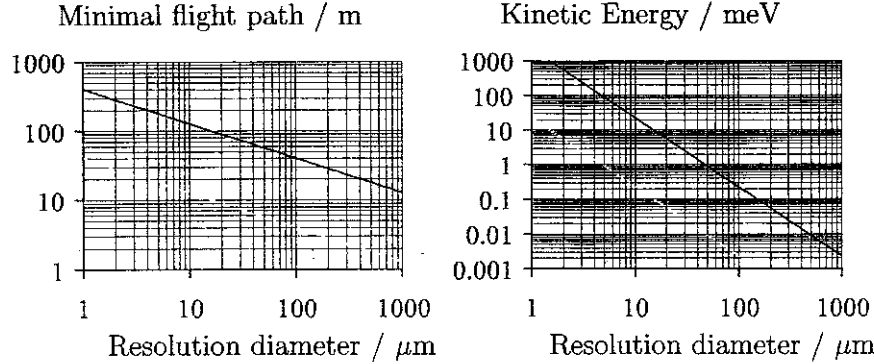 Minimal flight path / m
1000
100
10
1
1 10 100 1000
Resolution diameter / μm
Kinetic Energy / meV
1000
100
10
1
0.1
0.01
0.001
1 10 100 1000
Resolution diameter / μm